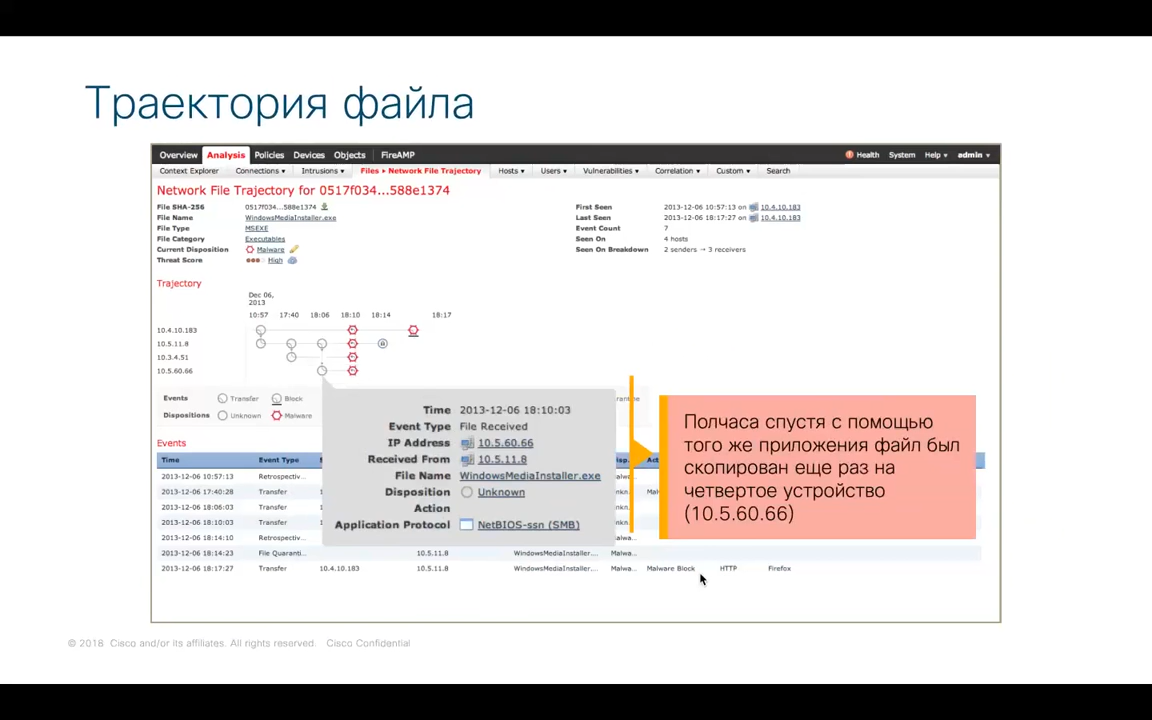 Траектория файла
Overview Analysis Policies Devices Objects FireAMP Health System Help admin
Context Explorer Connections Intrusions Files Network File Trajectory Hosts Users Vulnerabilities Correlation Custom Search
Network File Trajectory for 0517f034...588e1374
File SHA-256 0517f034...588e1374 First Seen 2013-12-06 10:57:13 on 10.4.10.183
File Name WindowsMediaInstaller.exe Last Seen 2013-12-06 18:17:27 on 10.4.10.183
File Type MSEXE Event Count 7
File Category Executables Seen On 4 hosts
Current Disposition Malware Seen On Breakdown 2 senders → 3 receivers
Threat Score High
Trajectory
Dec 06,
2013
10:57 17:40 18:06 18:10 18:14 18:17
10.4.10.183
10.5.11.8
10.3.4.51
10.5.60.66
Events Transfer Block
Dispositions Unknown Malware
Events
Time Event Type
2013-12-06 10:57:13 Retrospectiv...
2013-12-06 17:40:28 Transfer
2013-12-06 18:06:03 Transfer
2013-12-06 18:10:03 Transfer
2013-12-06 18:14:10 Retrospectiv...
2013-12-06 18:14:23 File Quaranti... 10.5.11.8 WindowsMediaInstaller.... Malwa...
2013-12-06 18:17:27 Transfer 10.4.10.183 10.5.11.8 WindowsMediaInstaller.... Malwa... Malware Block HTTP Firefox
Time 2013-12-06 18:10:03
Event Type File Received
IP Address 10.5.60.66
Received From 10.5.11.8
File Name WindowsMediaInstaller.exe
Disposition Unknown
Action
Application Protocol NetBIOS-ssn (SMB)
Полчаса спустя с помощью
того же приложения файл был
скопирован еще раз на
четвертое устройство
(10.5.60.66)
© 2018 Cisco and/or its affiliates. All rights reserved. Cisco Confidential